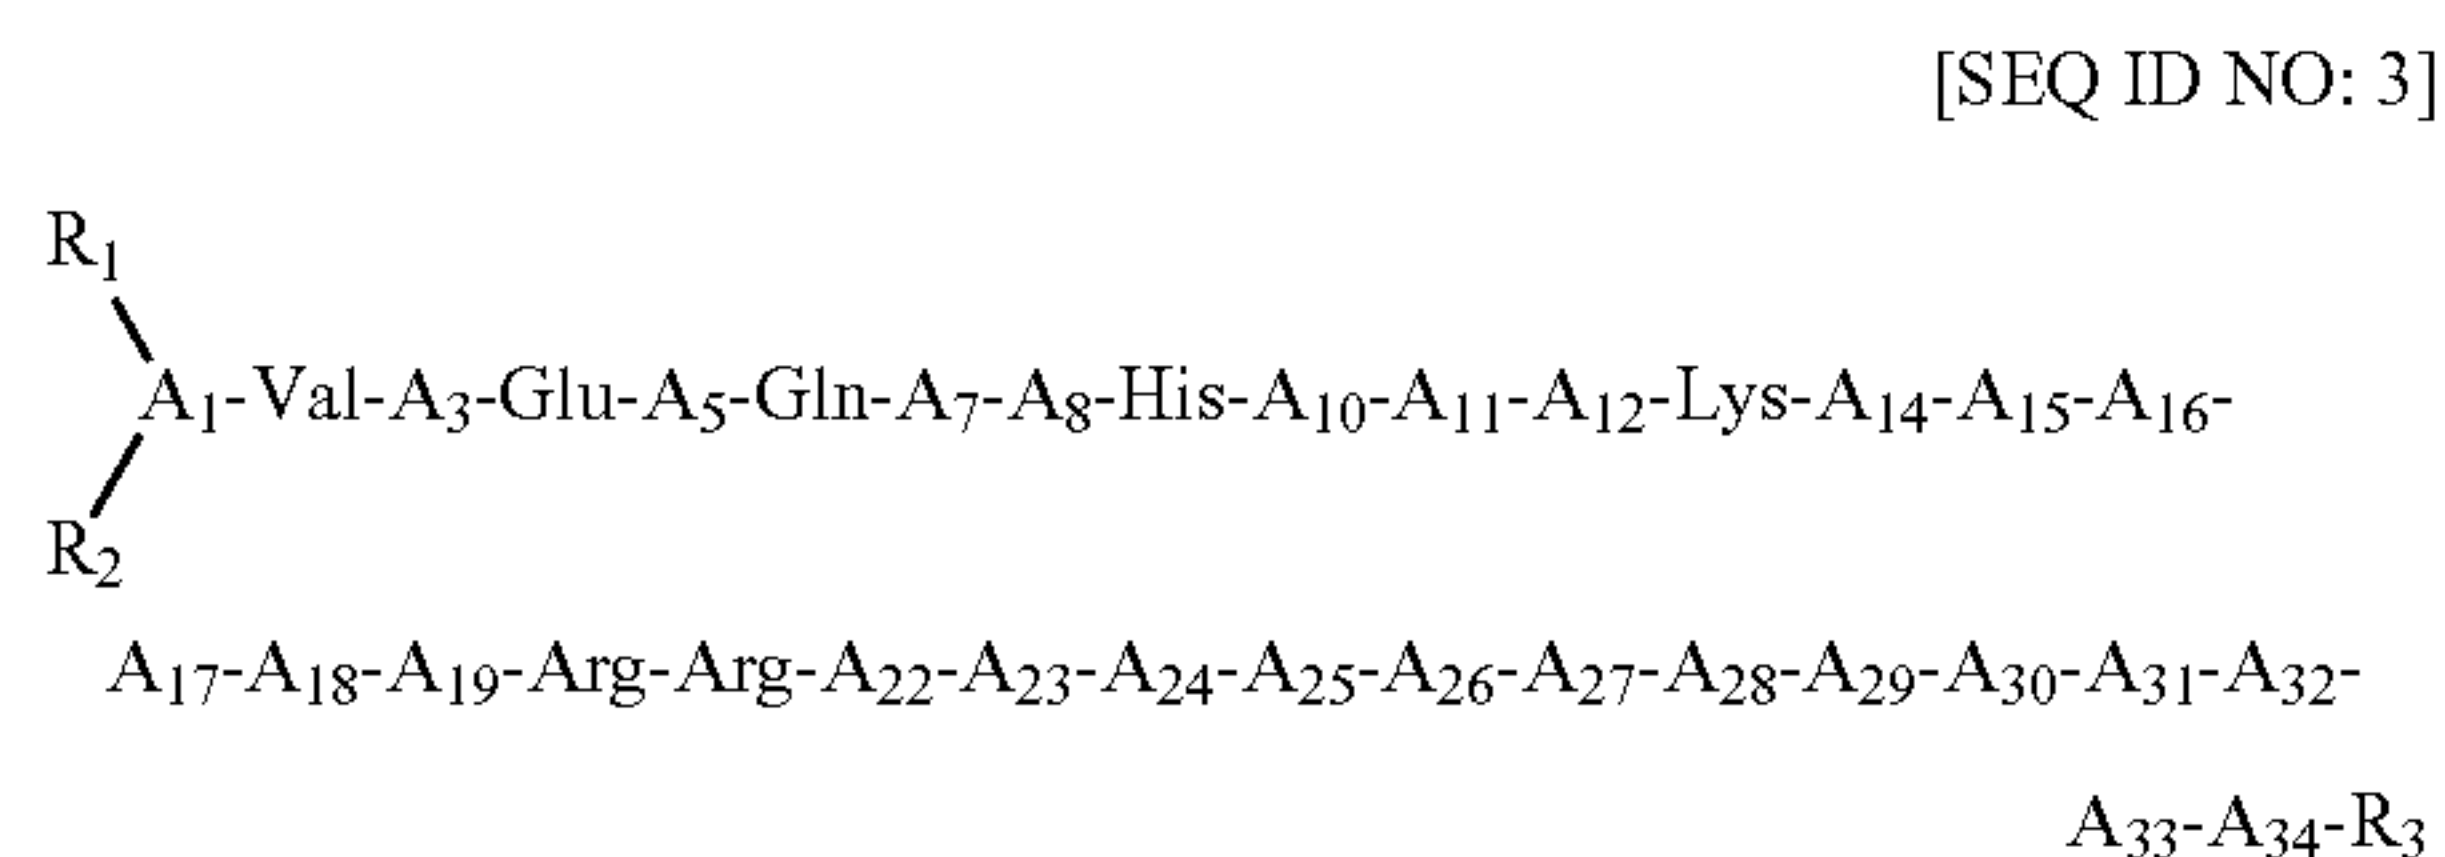 [SEQ ID NO: 3]
R₁
A₁-Val-A₃-Glu-A₅-Gln-A₇-A₈-His-A₁₀-A₁₁-A₁₂-Lys-A₁₄-A₁₅-A₁₆-
R₂
A₁₇-A₁₈-A₁₉-Arg-Arg-A₂₂-A₂₃-A₂₄-A₂₅-A₂₆-A₂₇-A₂₈-A₂₉-A₃₀-A₃₁-A₃₂-
A₃₃-A₃₄-R₃